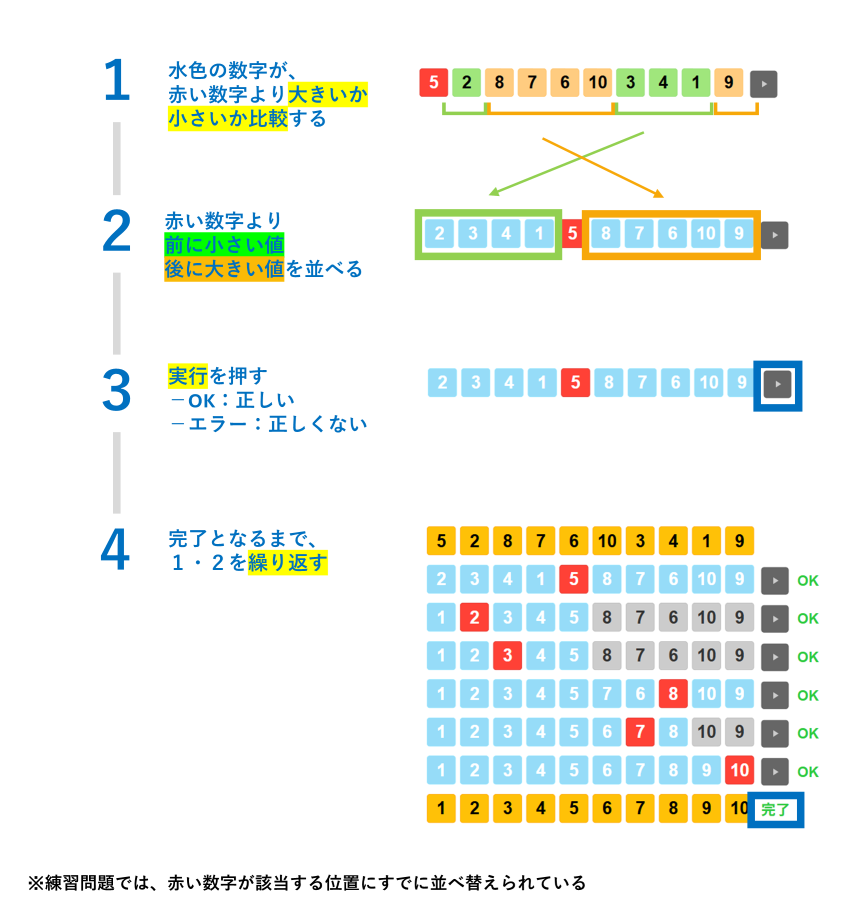 1
水色の数字が、
赤い数字より大きいか
小さいか比較する
5 2 8 7 6 10 3 4 1 9
2
赤い数字より
前に小さい値
後に大きい値を並べる
2 3 4 1 5 8 7 6 10 9
3
実行を押す
－OK：正しい
－エラー：正しくない
2 3 4 1 5 8 7 6 10 9
4
完了となるまで、
１・２を繰り返す
5 2 8 7 6 10 3 4 1 9
2 3 4 1 5 8 7 6 10 9 OK
1 2 3 4 5 8 7 6 10 9 OK
1 2 3 4 5 8 7 6 10 9 OK
1 2 3 4 5 7 6 8 10 9 OK
1 2 3 4 5 6 7 8 10 9 OK
1 2 3 4 5 6 7 8 9 10 OK
1 2 3 4 5 6 7 8 9 10 完了
※練習問題では、赤い数字が該当する位置にすでに並べ替えられている